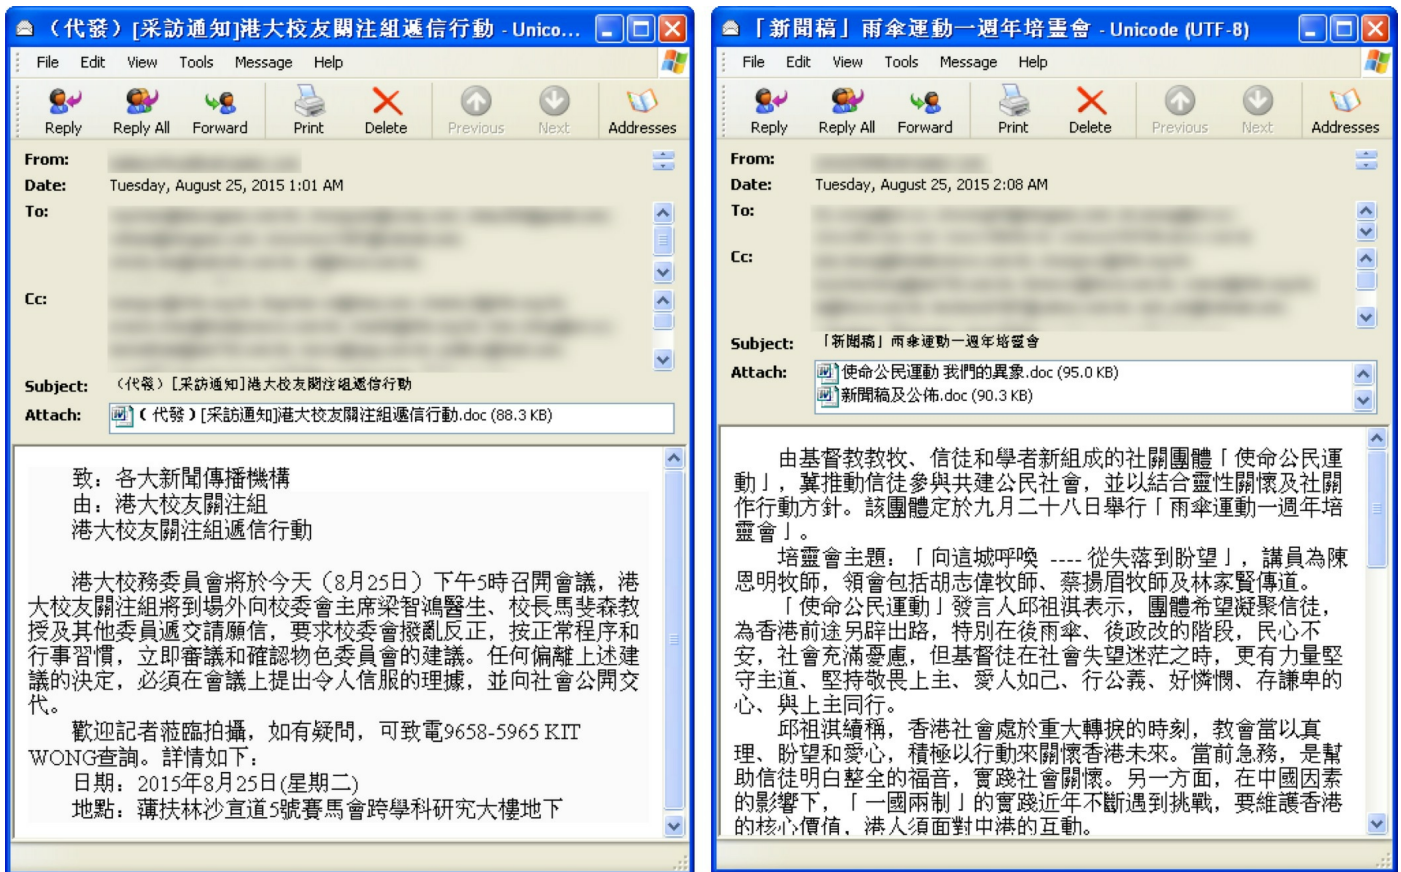 （代發）[采訪通知]港大校友關注組遞信行動 - Unico...
File Edit View Tools Message Help
Reply Reply All Forward Print Delete Previous Next Addresses
From:
Date: Tuesday, August 25, 2015 1:01 AM
To:
Cc:
Subject: （代發）[采訪通知]港大校友關注組遞信行動
Attach: （代發）[采訪通知]港大校友關注組遞信行動.doc (88.3 KB)
致：各大新聞傳播機構
由：港大校友關注組
港大校友關注組遞信行動
港大校務委員會將於今天（8月25日）下午5時召開會議，港
大校友關注組將到場外向校委會主席梁智鴻醫生、校長馬斐森教
授及其他委員遞交請願信，要求校委會撥亂反正，按正常程序和
行事習慣，立即審議和確認物色委員會的建議。任何偏離上述建
議的決定，必須在會議上提出令人信服的理據，並向社會公開交
代。
歡迎記者蒞臨拍攝，如有疑問，可致電9658-5965 KIT
WONG查詢。詳情如下：
日期：2015年8月25日(星期二)
地點：薄扶林沙宣道5號賽馬會跨學科研究大樓地下
「新聞稿」雨傘運動一週年培靈會 - Unicode (UTF-8)
File Edit View Tools Message Help
Reply Reply All Forward Print Delete Previous Next Addresses
From:
Date: Tuesday, August 25, 2015 2:08 AM
To:
Cc:
Subject: 「新聞稿」雨傘運動一週年培靈會
Attach: 使命公民運動 我們的異象.doc (95.0 KB)
新聞稿及公佈.doc (90.3 KB)
由基督教教牧、信徒和學者新組成的社關團體「使命公民運
動」，冀推動信徒參與共建公民社會，並以結合靈性關懷及社關
作行動方針。該團體定於九月二十八日舉行「雨傘運動一週年培
靈會」。
培靈會主題：「向這城呼喚 ---- 從失落到盼望」，講員為陳
恩明牧師，領會包括胡志偉牧師、蔡揚眉牧師及林家賢傳道。
「使命公民運動」發言人邱祖淇表示，團體希望凝聚信徒，
為香港前途另辟出路，特別在後雨傘、後政改的階段，民心不
安，社會充滿憂慮，但基督徒在社會失望迷茫之時，更有力量堅
守主道、堅持敬畏上主、愛人如己、行公義、好憐憫、存謙卑的
心、與上主同行。
邱祖淇續稱，香港社會處於重大轉捩的時刻，教會當以真
理、盼望和愛心，積極以行動來關懷香港未來。當前急務，是幫
助信徒明白整全的福音，實踐社會關懷。另一方面，在中國因素
的影響下，「一國兩制」的實踐近年不斷遇到挑戰，要維護香港
的核心價值，港人須面對中港的互動。